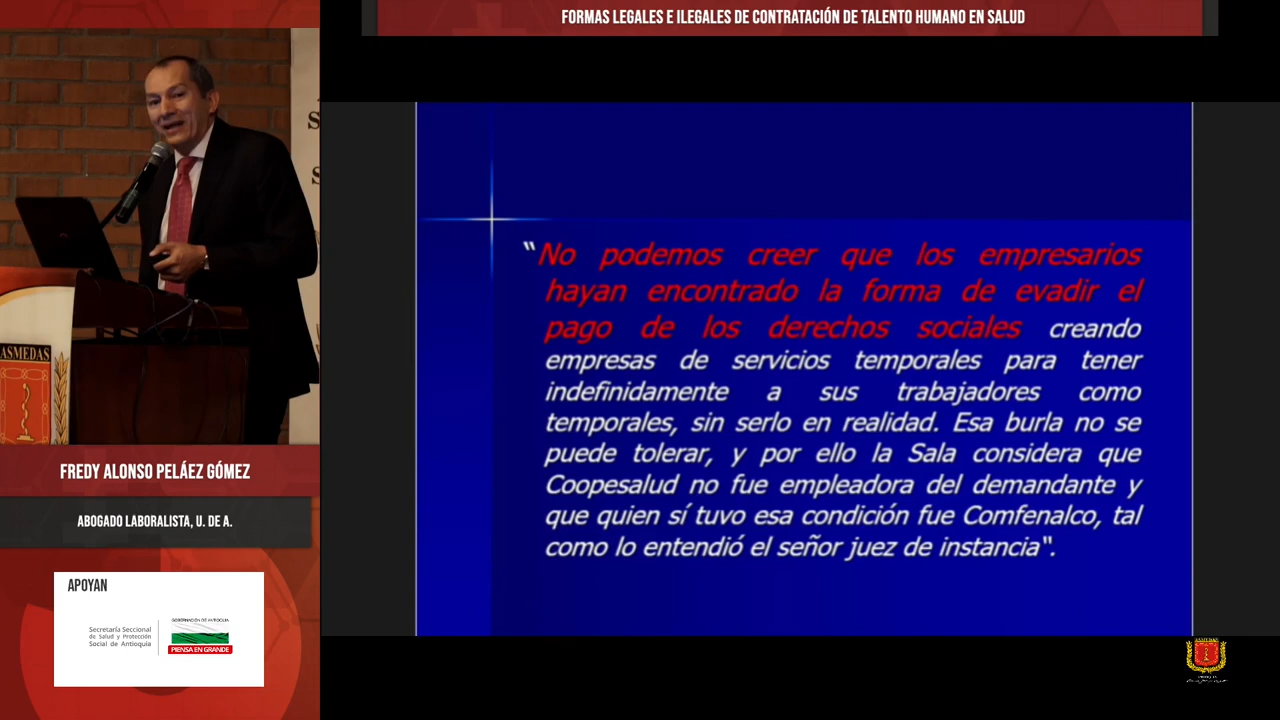 FORMAS LEGALES E ILEGALES DE CONTRATACIÓN DE TALENTO HUMANO EN SALUD
"No podemos creer que los empresarios
hayan encontrado la forma de evadir el
pago de los derechos sociales creando
empresas de servicios temporales para tener
indefinidamente a sus trabajadores como
temporales, sin serlo en realidad. Esa burla no se
puede tolerar, y por ello la Sala considera que
Coopesalud no fue empleadora del demandante y
que quien sí tuvo esa condición fue Comfenalco, tal
como lo entendió el señor juez de instancia".
ASMEDAS
FREDY ALONSO PELÁEZ GÓMEZ
ABOGADO LABORALISTA, U. DE A.
APOYAN
Secretaría Seccional
de Salud y Protección
Social de Antioquia
GOBERNACIÓN DE ANTIOQUIA
PIENSA EN GRANDE
ASMEDAS